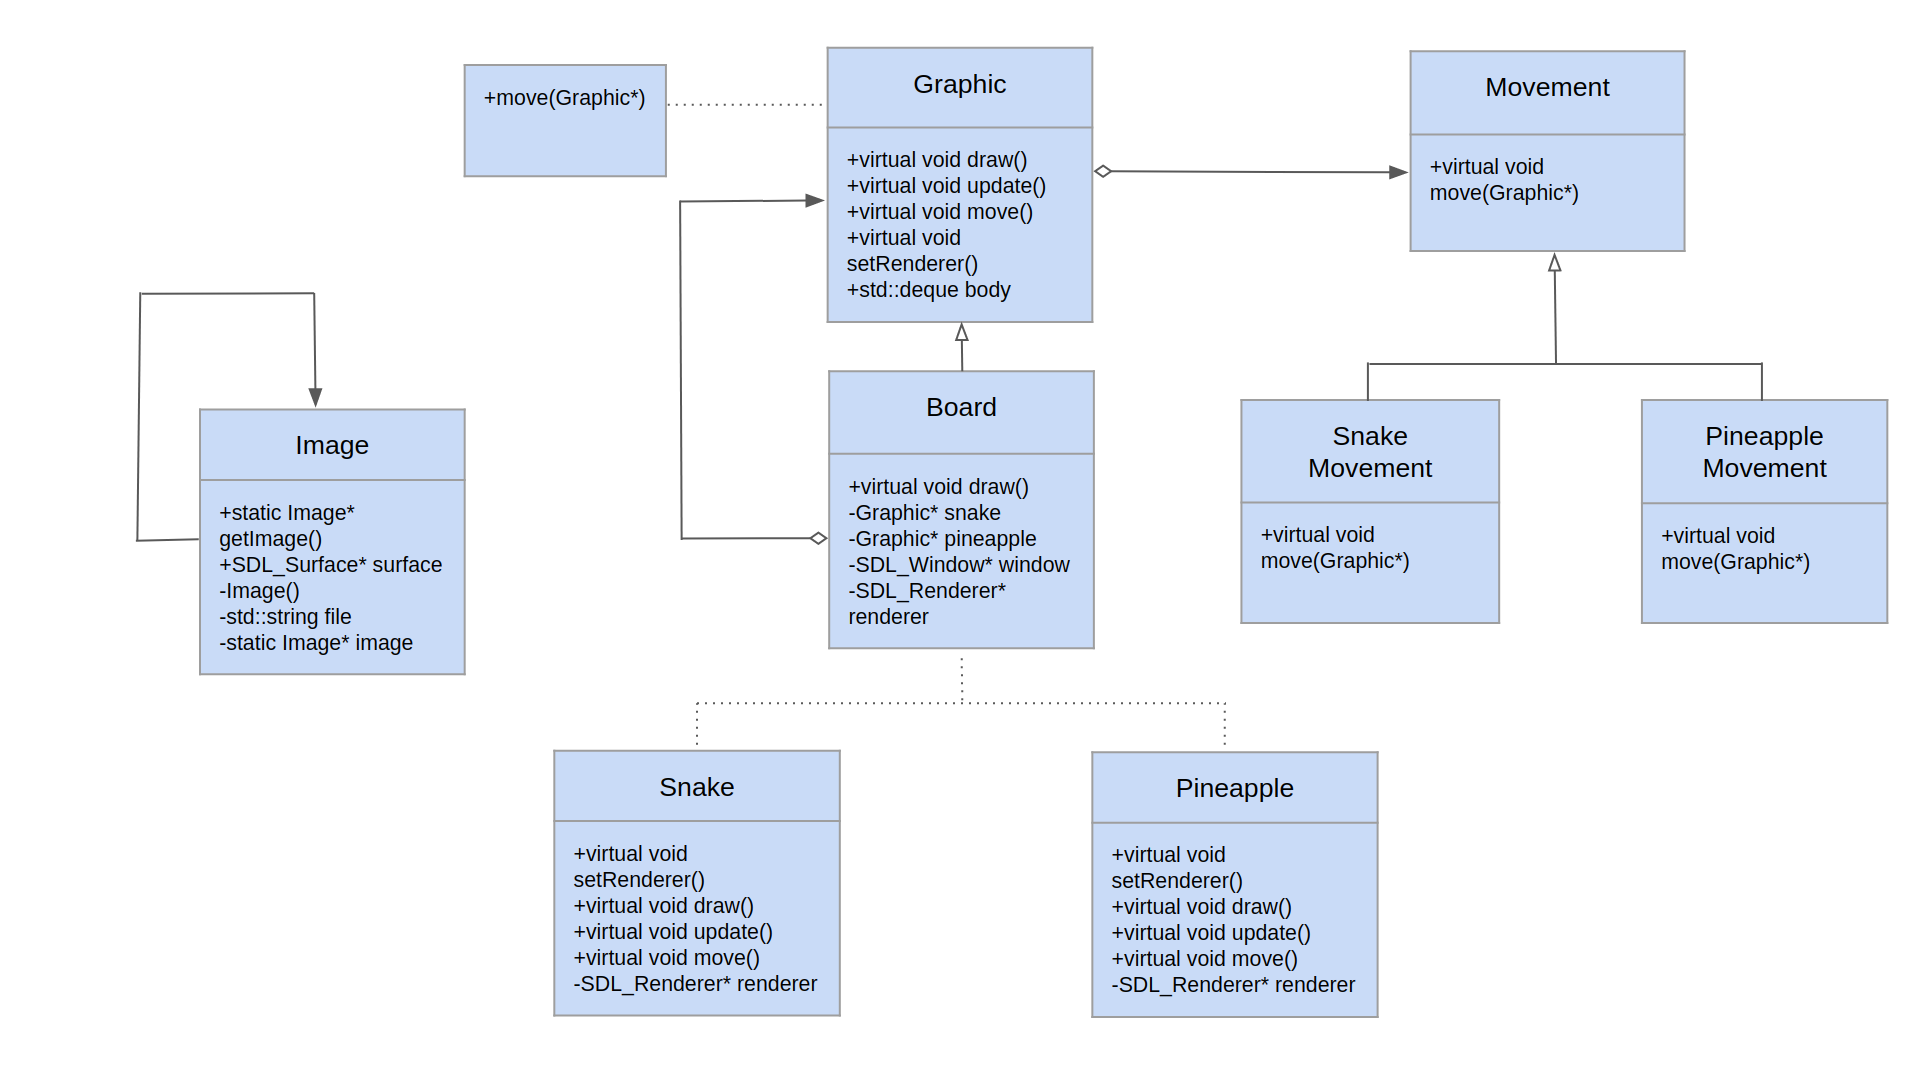 +move(Graphic*)
Graphic
+virtual void draw()
+virtual void update()
+virtual void move()
+virtual void
setRenderer()
+std::deque body
Movement
+virtual void
move(Graphic*)
Image
+static Image*
getImage()
+SDL_Surface* surface
-Image()
-std::string file
-static Image* image
Board
+virtual void draw()
-Graphic* snake
-Graphic* pineapple
-SDL_Window* window
-SDL_Renderer*
renderer
Snake
Movement
+virtual void
move(Graphic*)
Pineapple
Movement
+virtual void
move(Graphic*)
Snake
+virtual void
setRenderer()
+virtual void draw()
+virtual void update()
+virtual void move()
-SDL_Renderer* renderer
Pineapple
+virtual void
setRenderer()
+virtual void draw()
+virtual void update()
+virtual void move()
-SDL_Renderer* renderer